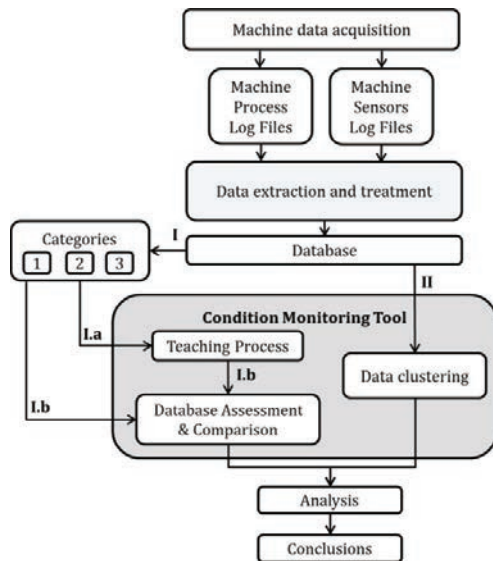 Machine data acquisition
Machine
Process
Log Files
Machine
Sensors
Log Files
Data extraction and treatment
I
Categories
Database
1 2 3
II
Condition Monitoring Tool
I.a
Teaching Process
I.b
Data clustering
I.b
Database Assessment
& Comparison
Analysis
Conclusions